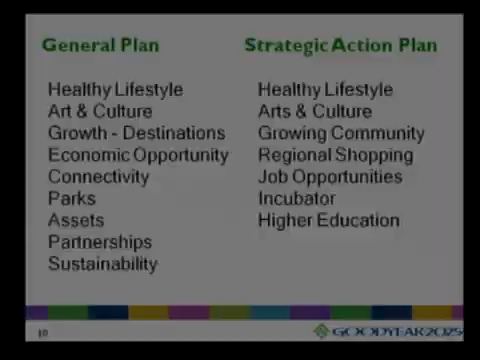 General Plan
Healthy Lifestyle
Art & Culture
Growth - Destinations
Economic Opportunity
Connectivity
Parks
Assets
Partnerships
Sustainability
Strategic Action Plan
Healthy Lifestyle
Arts & Culture
Growing Community
Regional Shopping
Job Opportunities
Incubator
Higher Education
10
GOODYEAR2025